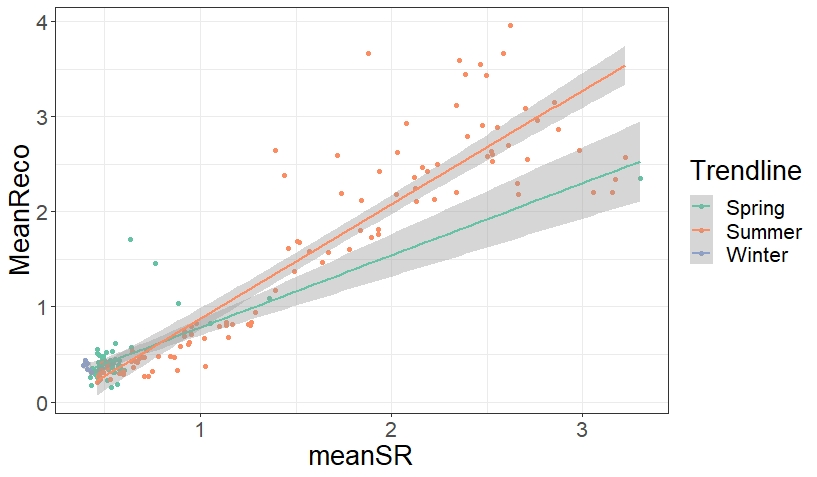 4
3
2
1
0
MeanReco
1
2
3
meanSR
Trendline
Spring
Summer
Winter